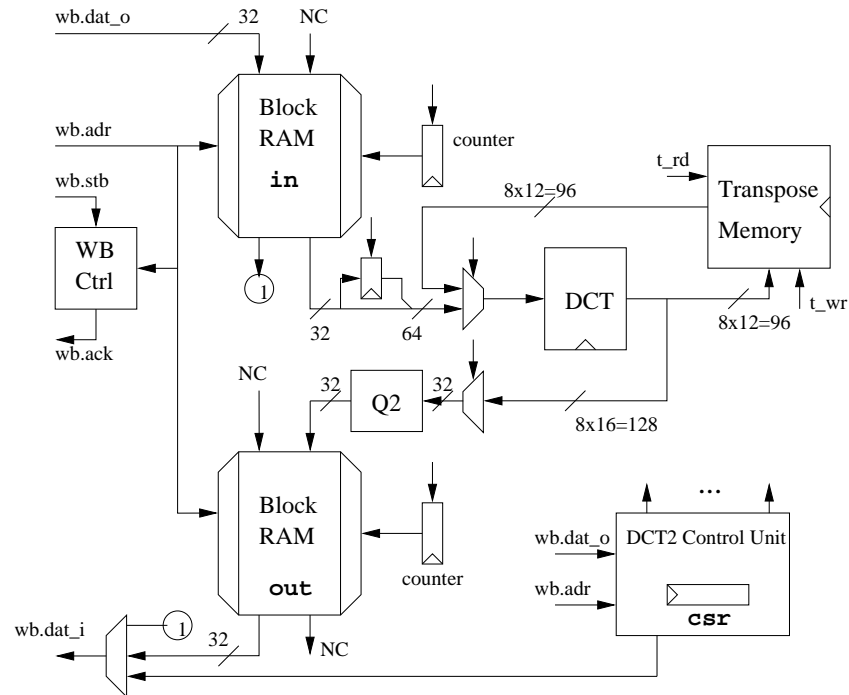 wb.dat_o
32
NC
Block
RAM
in
wb.adr
counter
wb.stb
WB
Ctrl
wb.ack
1
32
64
8x12=96
t_rd
Transpose
Memory
DCT
8x12=96
t_wr
NC
32
Q2
32
8x16=128
Block
RAM
out
counter
...
wb.dat_o
DCT2 Control Unit
wb.adr
csr
wb.dat_i
1
32
NC